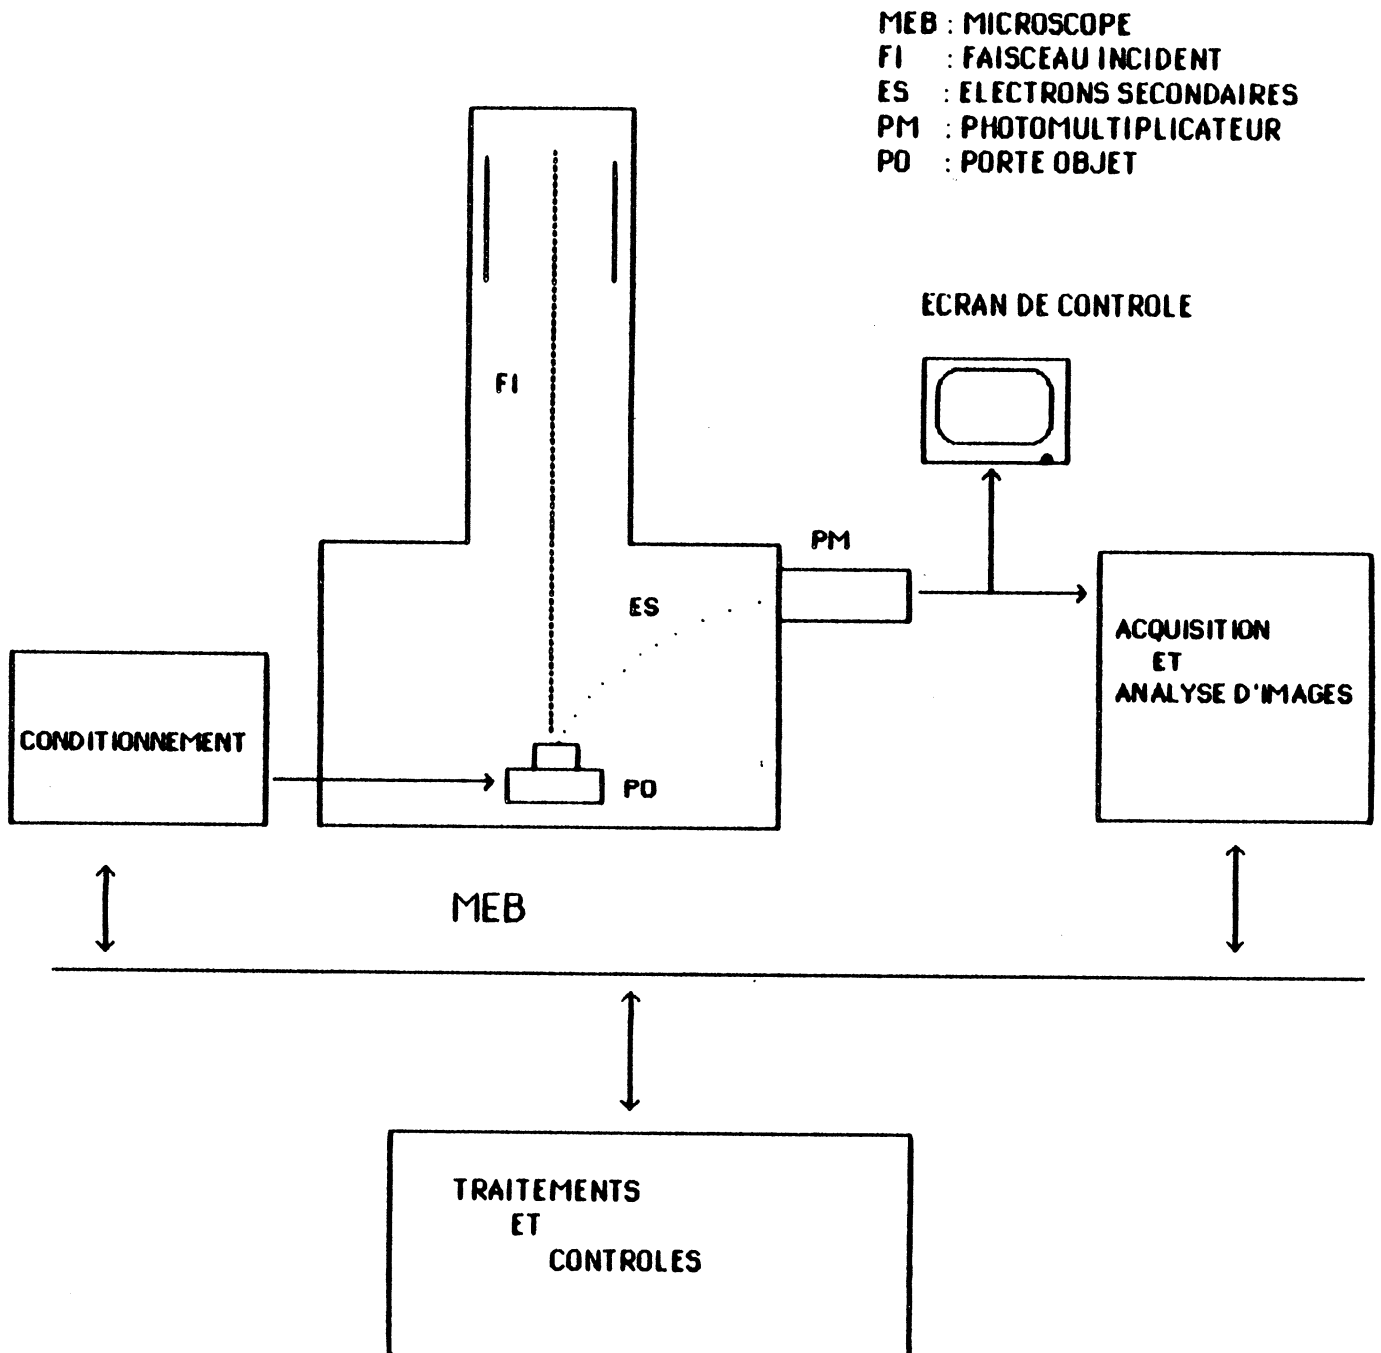 MEB : MICROSCOPE
FI : FAISCEAU INCIDENT
ES : ELECTRONS SECONDAIRES
PM : PHOTOMULTIPLICATEUR
PO : PORTE OBJET
ECRAN DE CONTROLE
FI
PM
ES
ACQUISITION
ET
ANALYSE D'IMAGES
CONDITIONNEMENT
PO
MEB
TRAITEMENTS
ET
CONTROLES